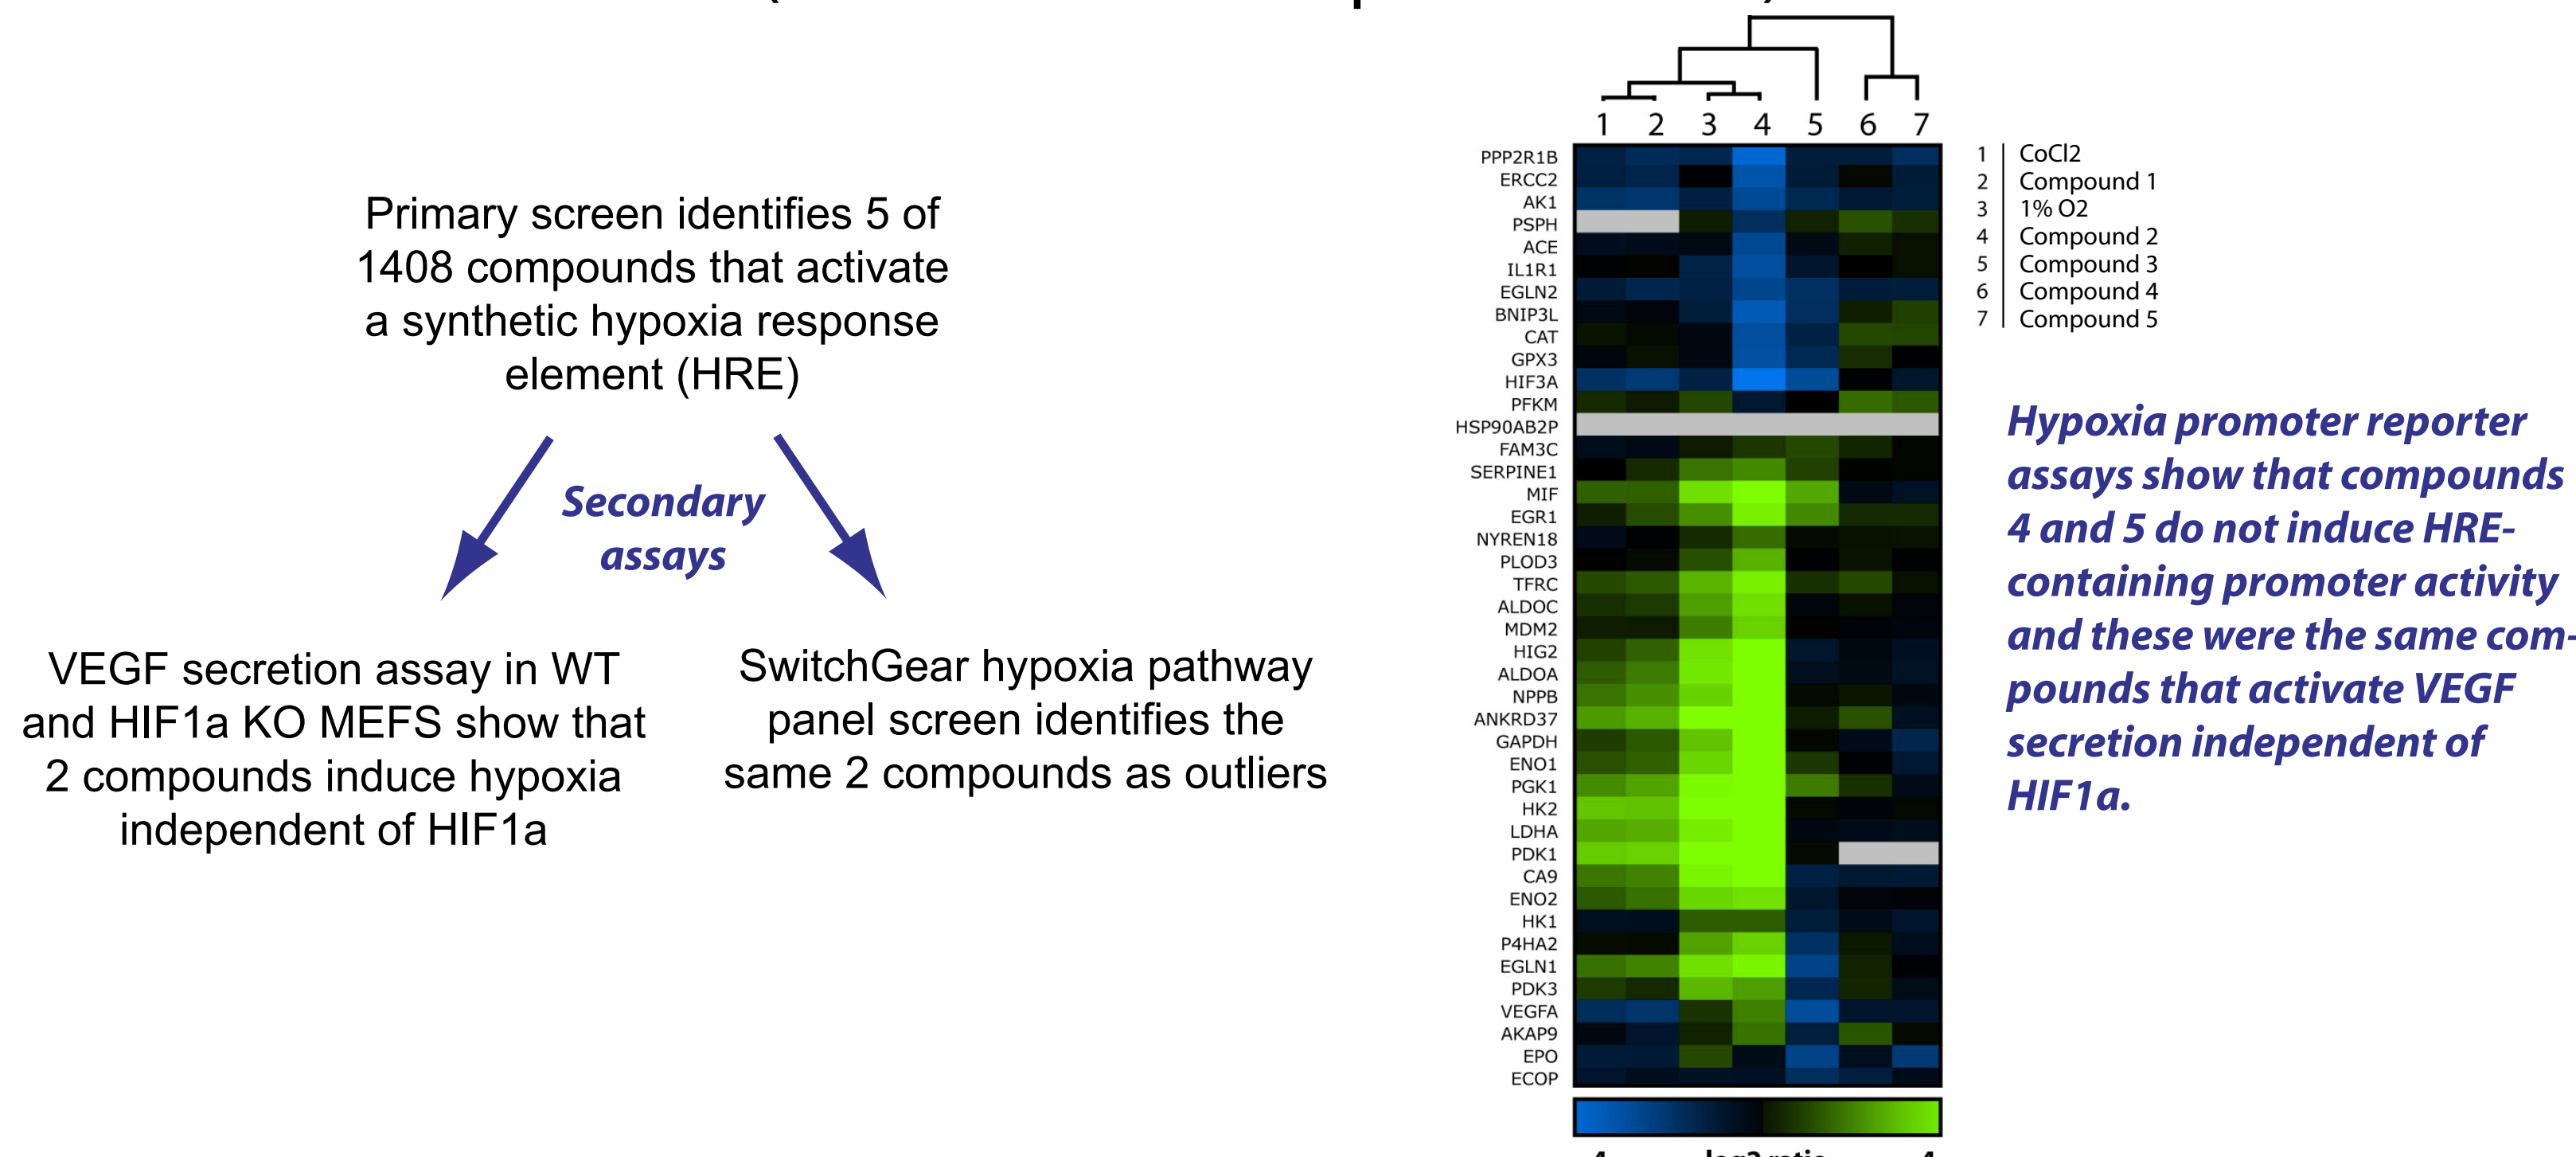 Primary screen identifies 5 of
1408 compounds that activate
a synthetic hypoxia response
element (HRE)
Secondary
assays
VEGF secretion assay in WT
and HIF1a KO MEFS show that
2 compounds induce hypoxia
independent of HIF1a
SwitchGear hypoxia pathway
panel screen identifies the
same 2 compounds as outliers
1 2 3 4 5 6 7
PPP2R1B
ERCC2
AK1
PSPH
ACE
IL1R1
EGLN2
BNIP3L
CAT
GPX3
HIF3A
PFKM
HSP90AB2P
FAM3C
SERPINE1
MIF
EGR1
NYREN18
PLOD3
TFRC
ALDOC
MDM2
HIG2
ALDOA
NPPB
ANKRD37
GAPDH
ENO1
PGK1
HK2
LDHA
PDK1
CA9
ENO2
HK1
P4HA2
EGLN1
PDK3
VEGFA
AKAP9
EPO
ECOP
1 CoCl2
2 Compound 1
3 1% O2
4 Compound 2
5 Compound 3
6 Compound 4
7 Compound 5
Hypoxia promoter reporter
assays show that compounds
4 and 5 do not induce HRE-
containing promoter activity
and these were the same com-
pounds that activate VEGF
secretion independent of
HIF1a.